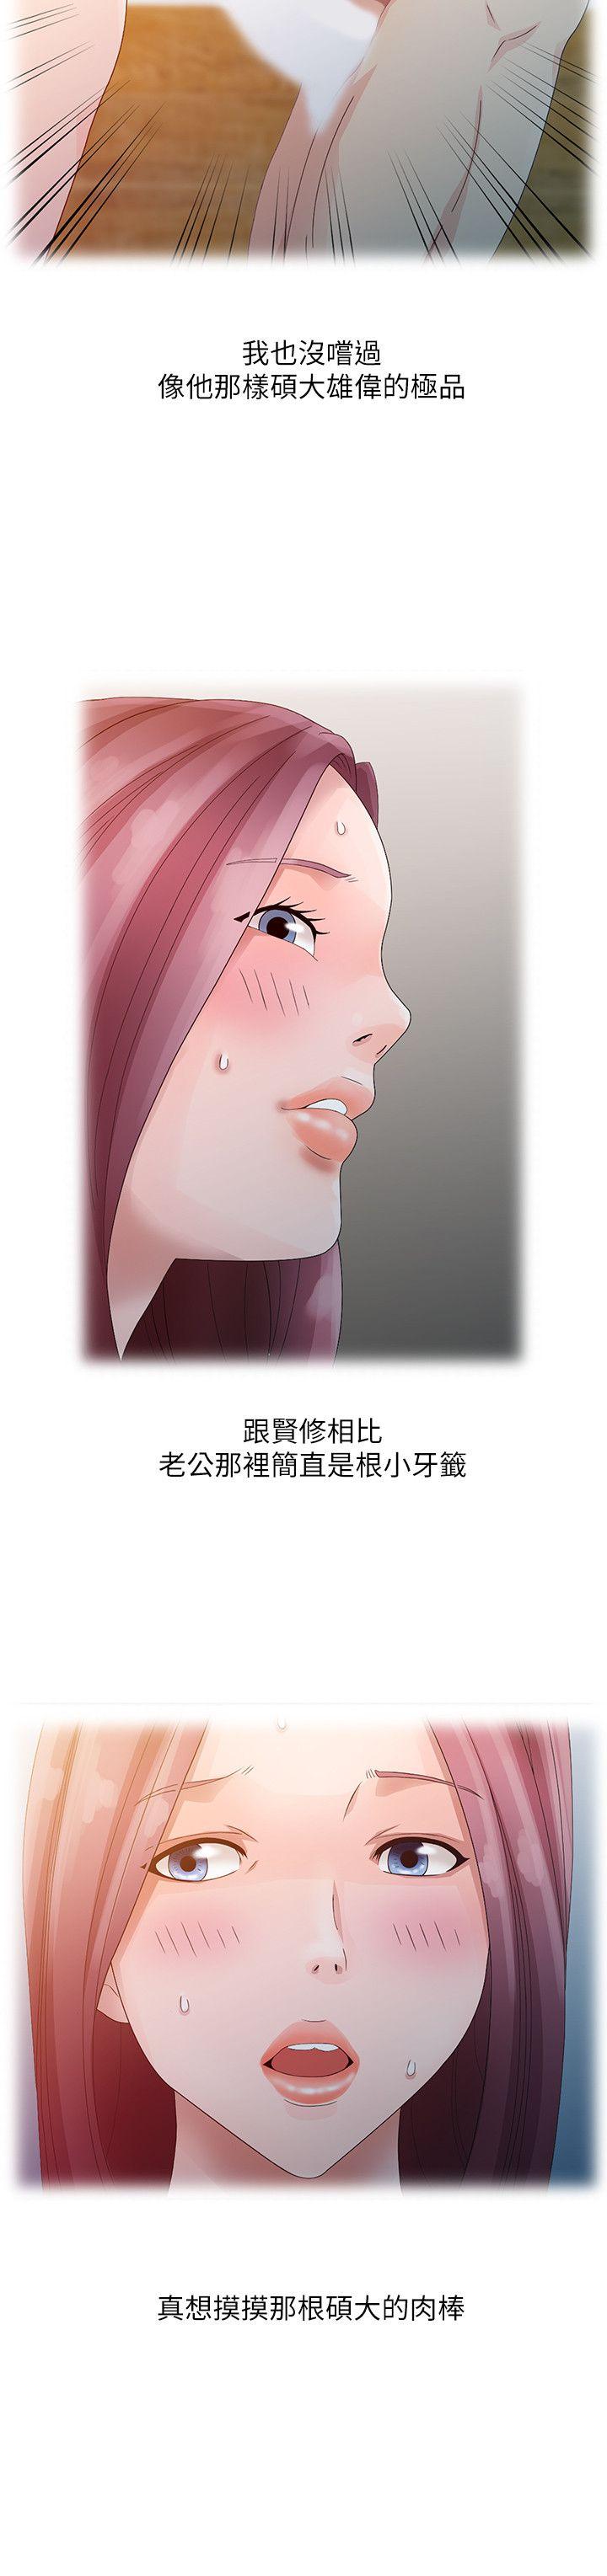 我也沒嚐過
像他那樣碩大雄偉的極品
跟賢修相比
老公那裡簡直是根小牙籤
真想摸摸那根碩大的肉棒